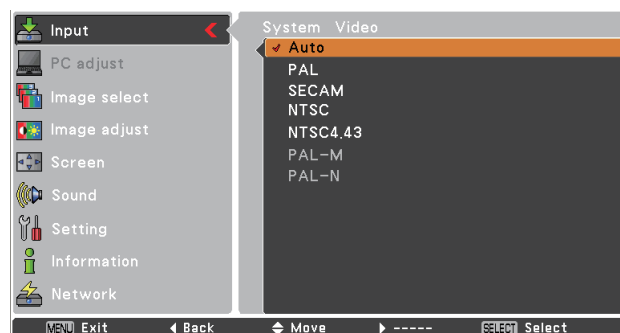 Input
PC adjust
Image select
Image adjust
Screen
Sound
Setting
Information
Network
System Video
Auto
PAL
SECAM
NTSC
NTSC4.43
PAL-M
PAL-N
MENU Exit Back Move ----- SELECT Select